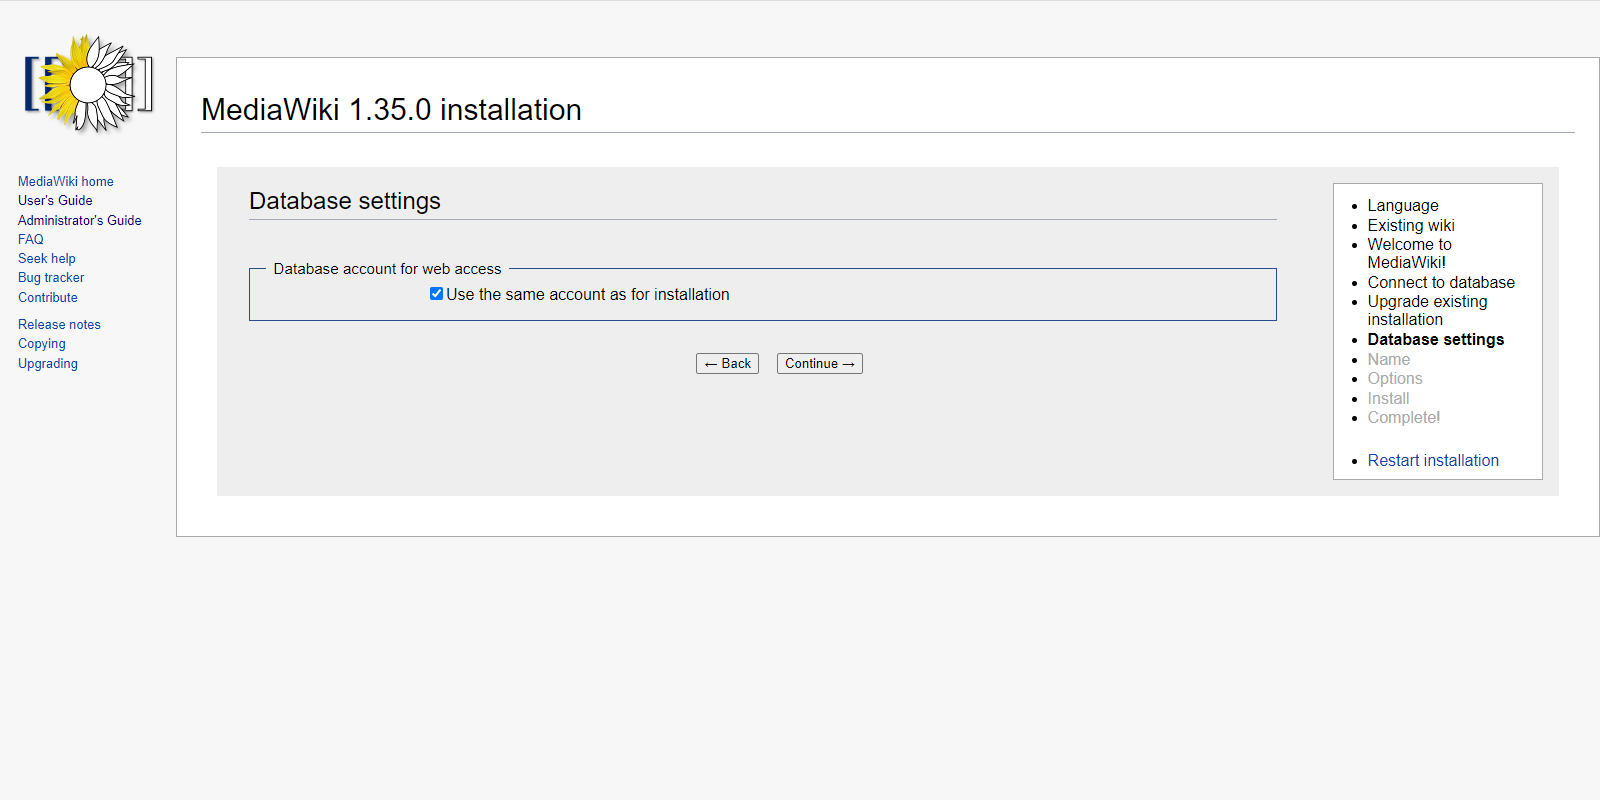 MediaWiki home
User's Guide
Administrator's Guide
FAQ
Seek help
Bug tracker
Contribute
Release notes
Copying
Upgrading
MediaWiki 1.35.0 installation
Database settings
Database account for web access
Use the same account as for installation
← Back
Continue →
Language
Existing wiki
Welcome to
MediaWiki!
Connect to database
Upgrade existing
installation
Database settings
Name
Options
Install
Complete!
Restart installation